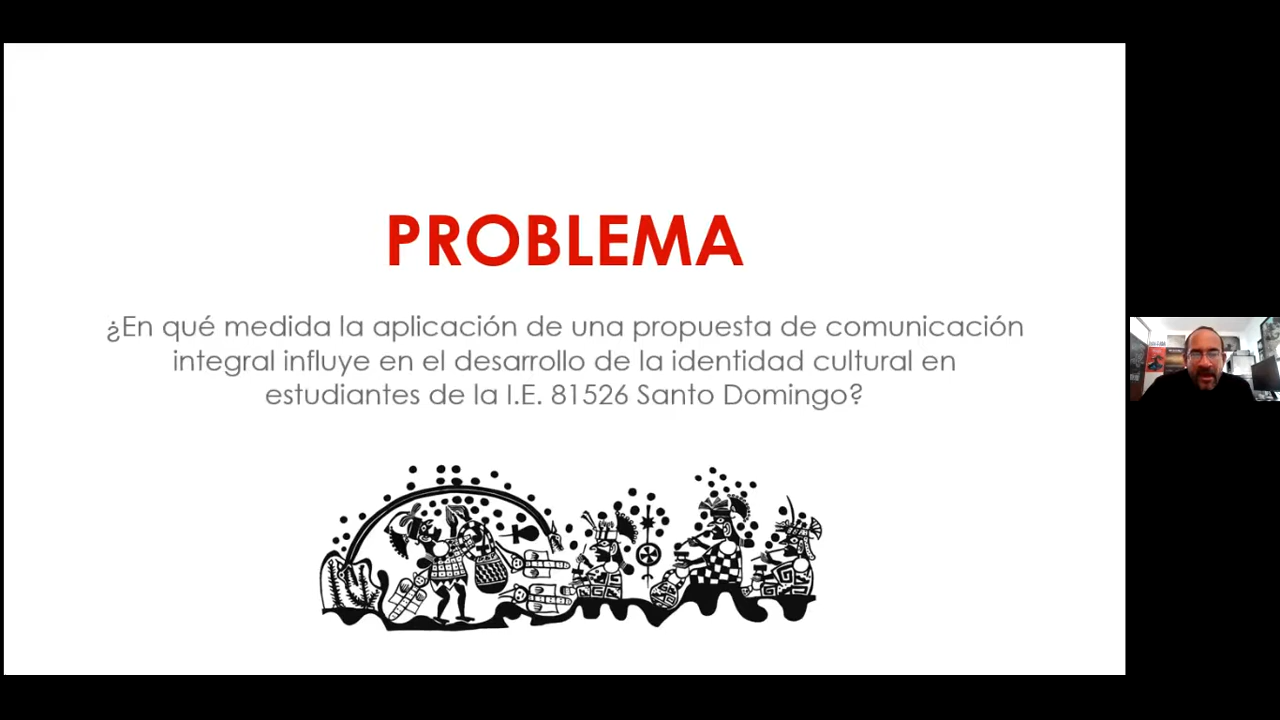 PROBLEMA
¿En qué medida la aplicación de una propuesta de comunicación
integral influye en el desarrollo de la identidad cultural en
estudiantes de la I.E. 81526 Santo Domingo?